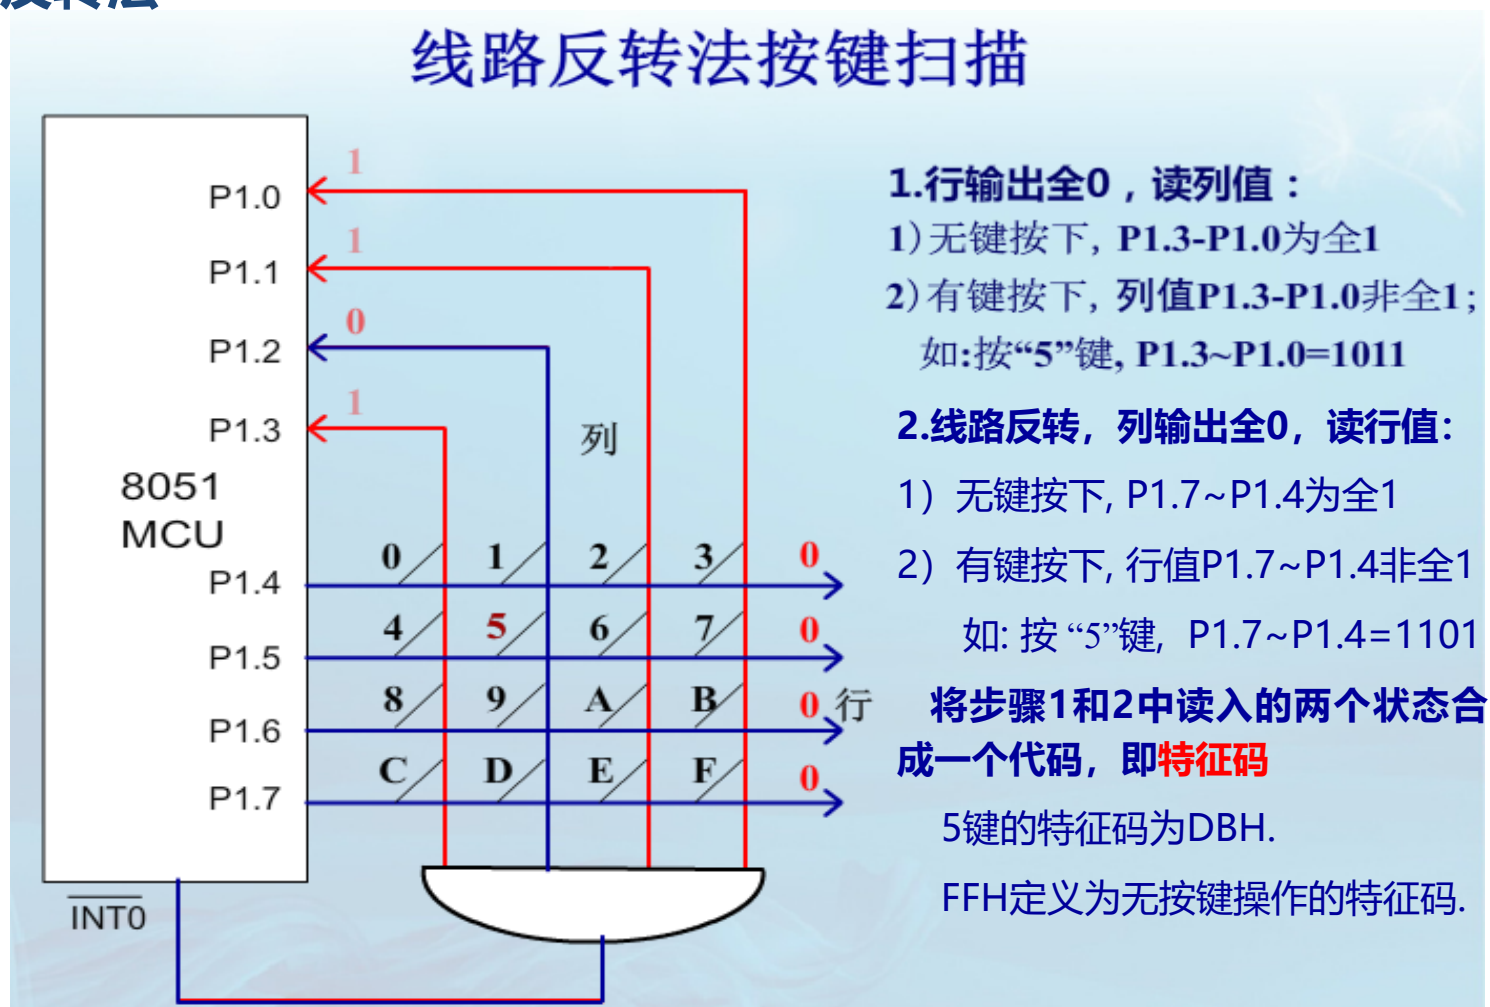 反转法
线路反转法按键扫描
1
P1.0
1
P1.1
0
P1.2
1
P1.3
列
8051
MCU
0 1 2 3 0
P1.4
4 5 6 7 0
P1.5
8 9 A B 0 行
P1.6
C D E F 0
P1.7
INT0
1.行输出全0，读列值：
1）无键按下, P1.3-P1.0为全1
2）有键按下, 列值P1.3-P1.0非全1;
如:按“5”键, P1.3~P1.0=1011
2.线路反转，列输出全0，读行值：
1）无键按下, P1.7~P1.4为全1
2）有键按下, 行值P1.7~P1.4非全1
如: 按 “5”键, P1.7~P1.4=1101
将步骤1和2中读入的两个状态合
成一个代码，即特征码
5键的特征码为DBH.
FFH定义为无按键操作的特征码.